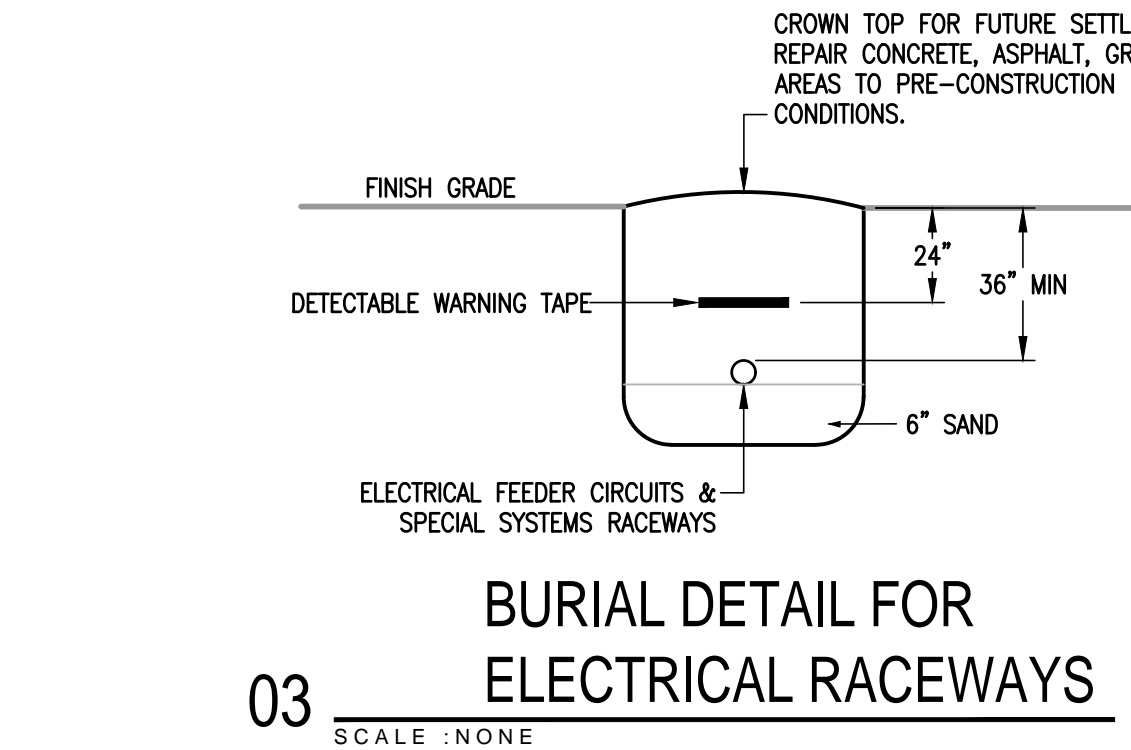 CROWN TOP FOR FUTURE
REPAIR CONCRETE, ASPHALT,
AREAS TO PRE-CONSTRUCTION
CONDITIONS.
FINISH GRADE
24"
36" MIN
DETECTABLE WARNING TAPE
6" SAND
ELECTRICAL FEEDER CIRCUITS &
SPECIAL SYSTEMS RACEWAYS
BURIAL DETAIL FOR
ELECTRICAL RACEWAYS
03
SCALE :NONE